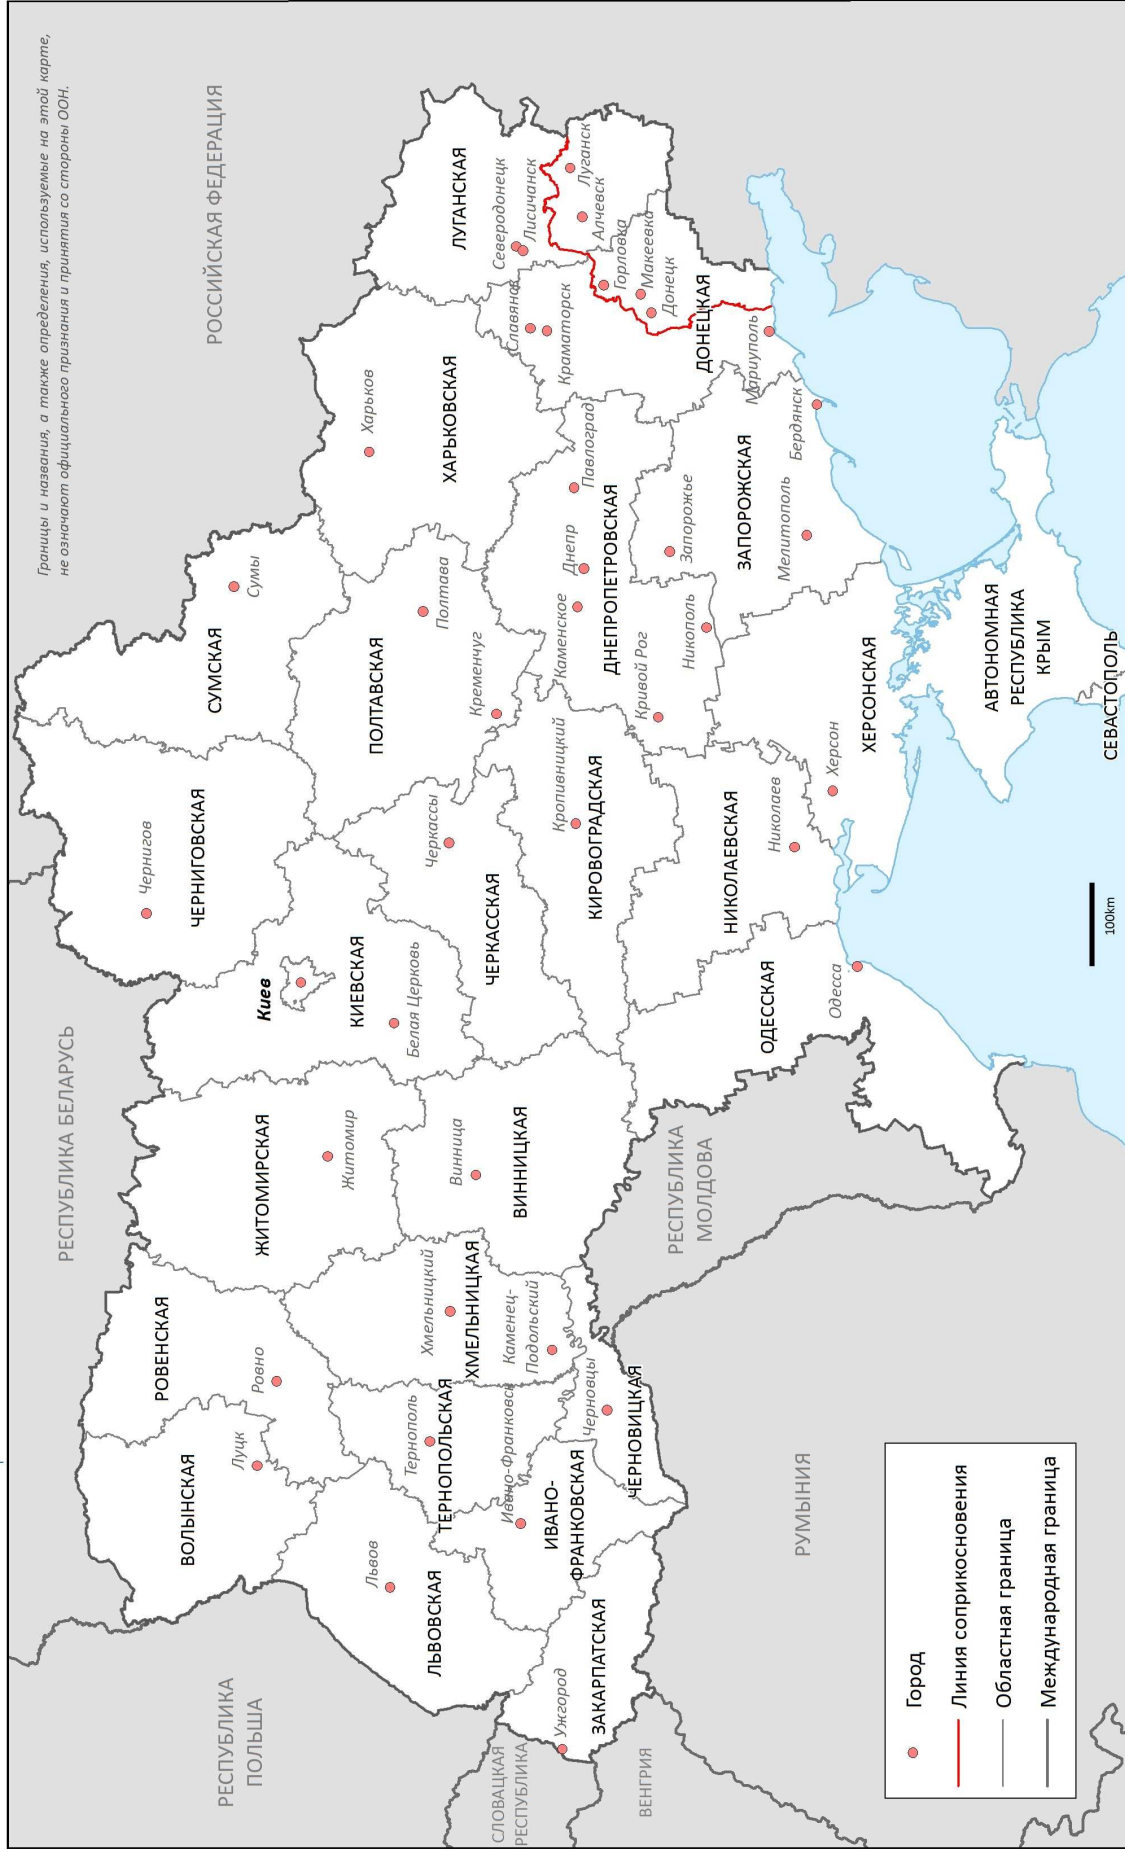 Границы и названия, а также определения, используемые на этой карте,
не означают официального признания и принятия со стороны ООН.
РЕСПУБЛИКА БЕЛАРУСЬ
РОССИЙСКАЯ ФЕДЕРАЦИЯ
РЕСПУБЛИКА
ПОЛЬША
СЛОВАЦКАЯ
РЕСПУБЛИКА
ВЕНГРИЯ
РУМЫНИЯ
РЕСПУБЛИКА
МОЛДОВА
ВОЛЫНСКАЯ
Луцк
РОВЕНСКАЯ
Ровно
ЖИТОМИРСКАЯ
Житомир
Киев
КИЕВСКАЯ
Белая Церковь
Чернигов
ЧЕРНИГОВСКАЯ
СУМСКАЯ
Сумы
ЛЬВОВСКАЯ
Львов
Тернополь
ТЕРНОПОЛЬСКАЯ
Хмельницкий
ХМЕЛЬНИЦКАЯ
Каменец-
Подольский
Винница
ВИННИЦКАЯ
Черкассы
ЧЕРКАССКАЯ
ПОЛТАВСКАЯ
Полтава
Кременчуг
Харьков
ХАРЬКОВСКАЯ
ЛУГАНСКАЯ
Северодонецк
Лисичанск
Луганск
Алчевск
Славянск
Краматорск
Горловка
Макеевка
Донецк
ДОНЕЦКАЯ
Мариуполь
Ужгород
ЗАКАРПАТСКАЯ
Ивано-Франковск
ИВАНО-
ФРАНКОВСКАЯ
Черновцы
ЧЕРНОВИЦКАЯ
Кропивницкий
КИРОВОГРАДСКАЯ
Каменское
Днепр
Павлоград
ДНЕПРОПЕТРОВСКАЯ
Кривой Рог
Никополь
Запорожье
ЗАПОРОЖСКАЯ
Мелитополь
Бердянск
ОДЕССКАЯ
Одесса
НИКОЛАЕВСКАЯ
Николаев
Херсон
ХЕРСОНСКАЯ
АВТОНОМНАЯ
РЕСПУБЛИКА
КРЫМ
СЕВАСТОПОЛЬ
100km
Город
Линия соприкосновения
Областная граница
Международная граница